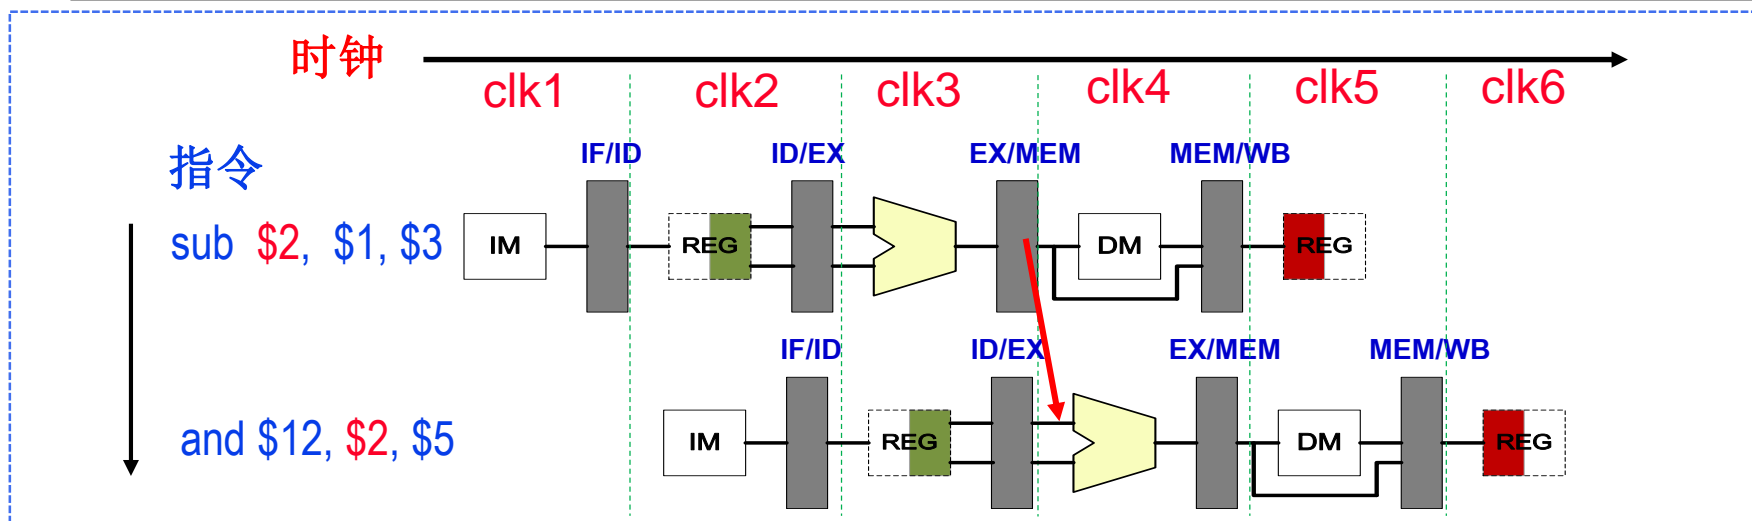 时钟
clk1 clk2 clk3 clk4 clk5 clk6
指令
IF/ID ID/EX EX/MEM MEM/WB
sub $2, $1, $3 IM REG DM REG
IF/ID ID/EX EX/MEM MEM/WB
and $12, $2, $5 IM REG DM REG